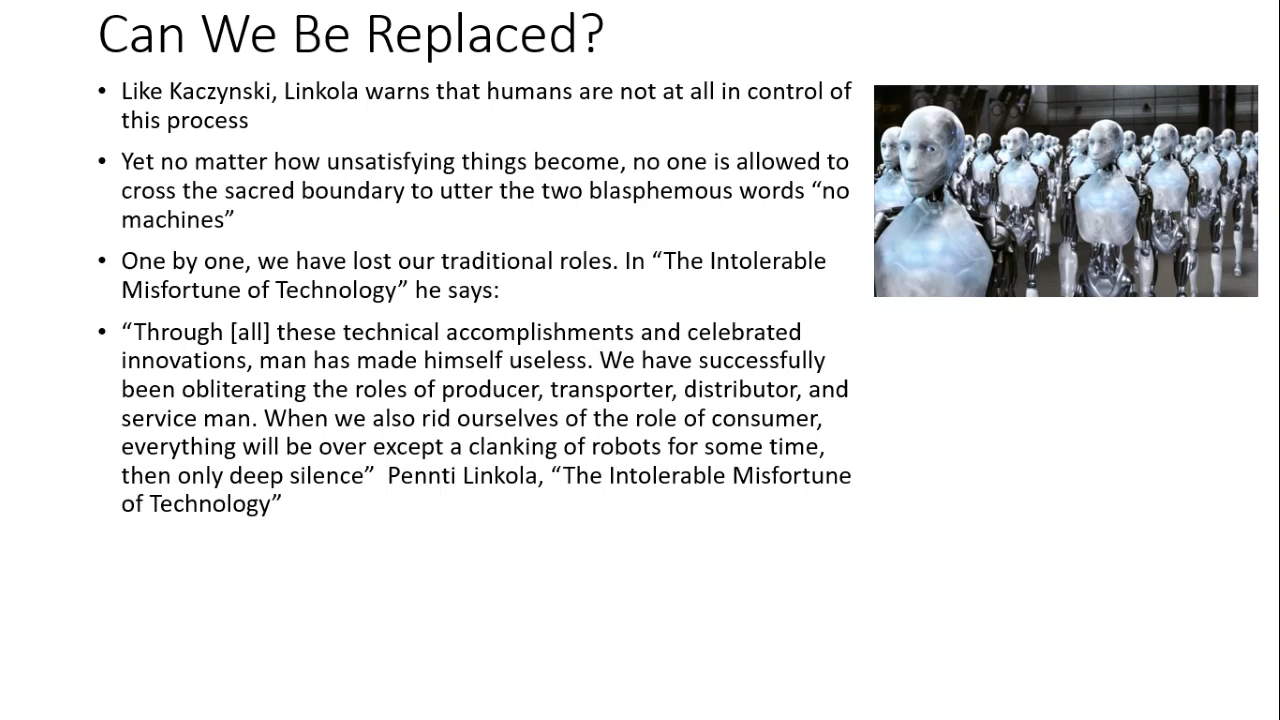 Can We Be Replaced?
• Like Kaczynski, Linkola warns that humans are not at all in control of
this process
• Yet no matter how unsatisfying things become, no one is allowed to
cross the sacred boundary to utter the two blasphemous words “no
machines”
• One by one, we have lost our traditional roles. In “The Intolerable
Misfortune of Technology” he says:
• “Through [all] these technical accomplishments and celebrated
innovations, man has made himself useless. We have successfully
been obliterating the roles of producer, transporter, distributor, and
service man. When we also rid ourselves of the role of consumer,
everything will be over except a clanking of robots for some time,
then only deep silence”  Pennti Linkola, “The Intolerable Misfortune
of Technology”